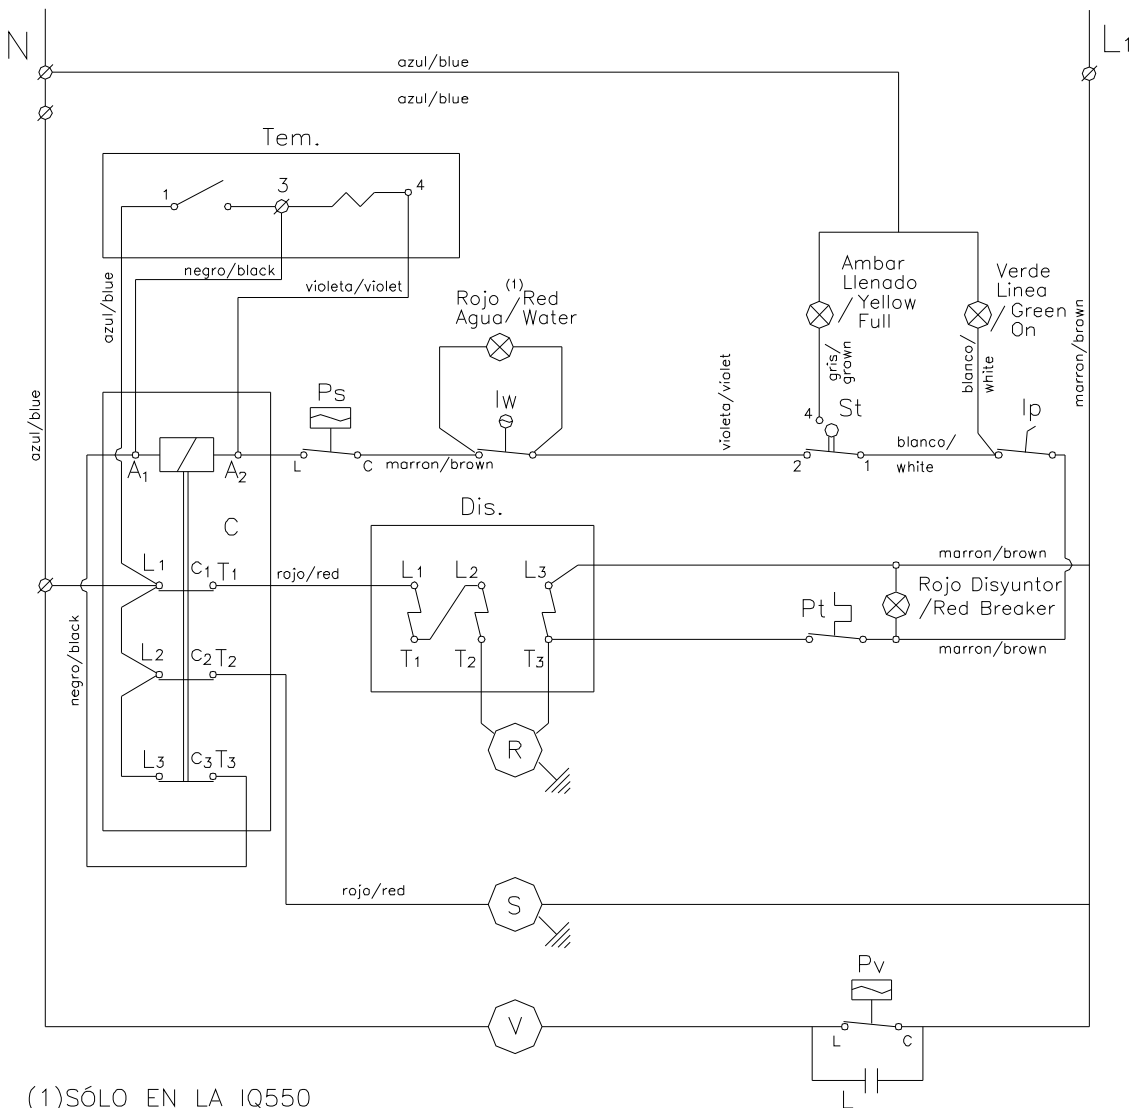 N
L1
azul/blue
azul/blue
Tem.
1
3
4
negro/black
violeta/violet
azul/blue
Rojo (1) Red
Agua/Water
Ambar
Llenado
/ Yellow
Full
Verde
Linea
/ Green
On
gris/
grown
blanco/
white
marron/brown
azul/blue
violeta/violet
Ps
Iw
4
St
Ip
A1
A2
L
C
marron/brown
2
1
blanco/
white
C
Dis.
L1
C1
T1
rojo/red
L1
L2
L3
marron/brown
Rojo Disyuntor
/Red Breaker
Pt
negro/black
L2
C2
T2
T1
T2
T3
marron/brown
L3
C3
T3
R
rojo/red
S
Pv
V
L
C
L
(1)SÓLO EN LA IQ550